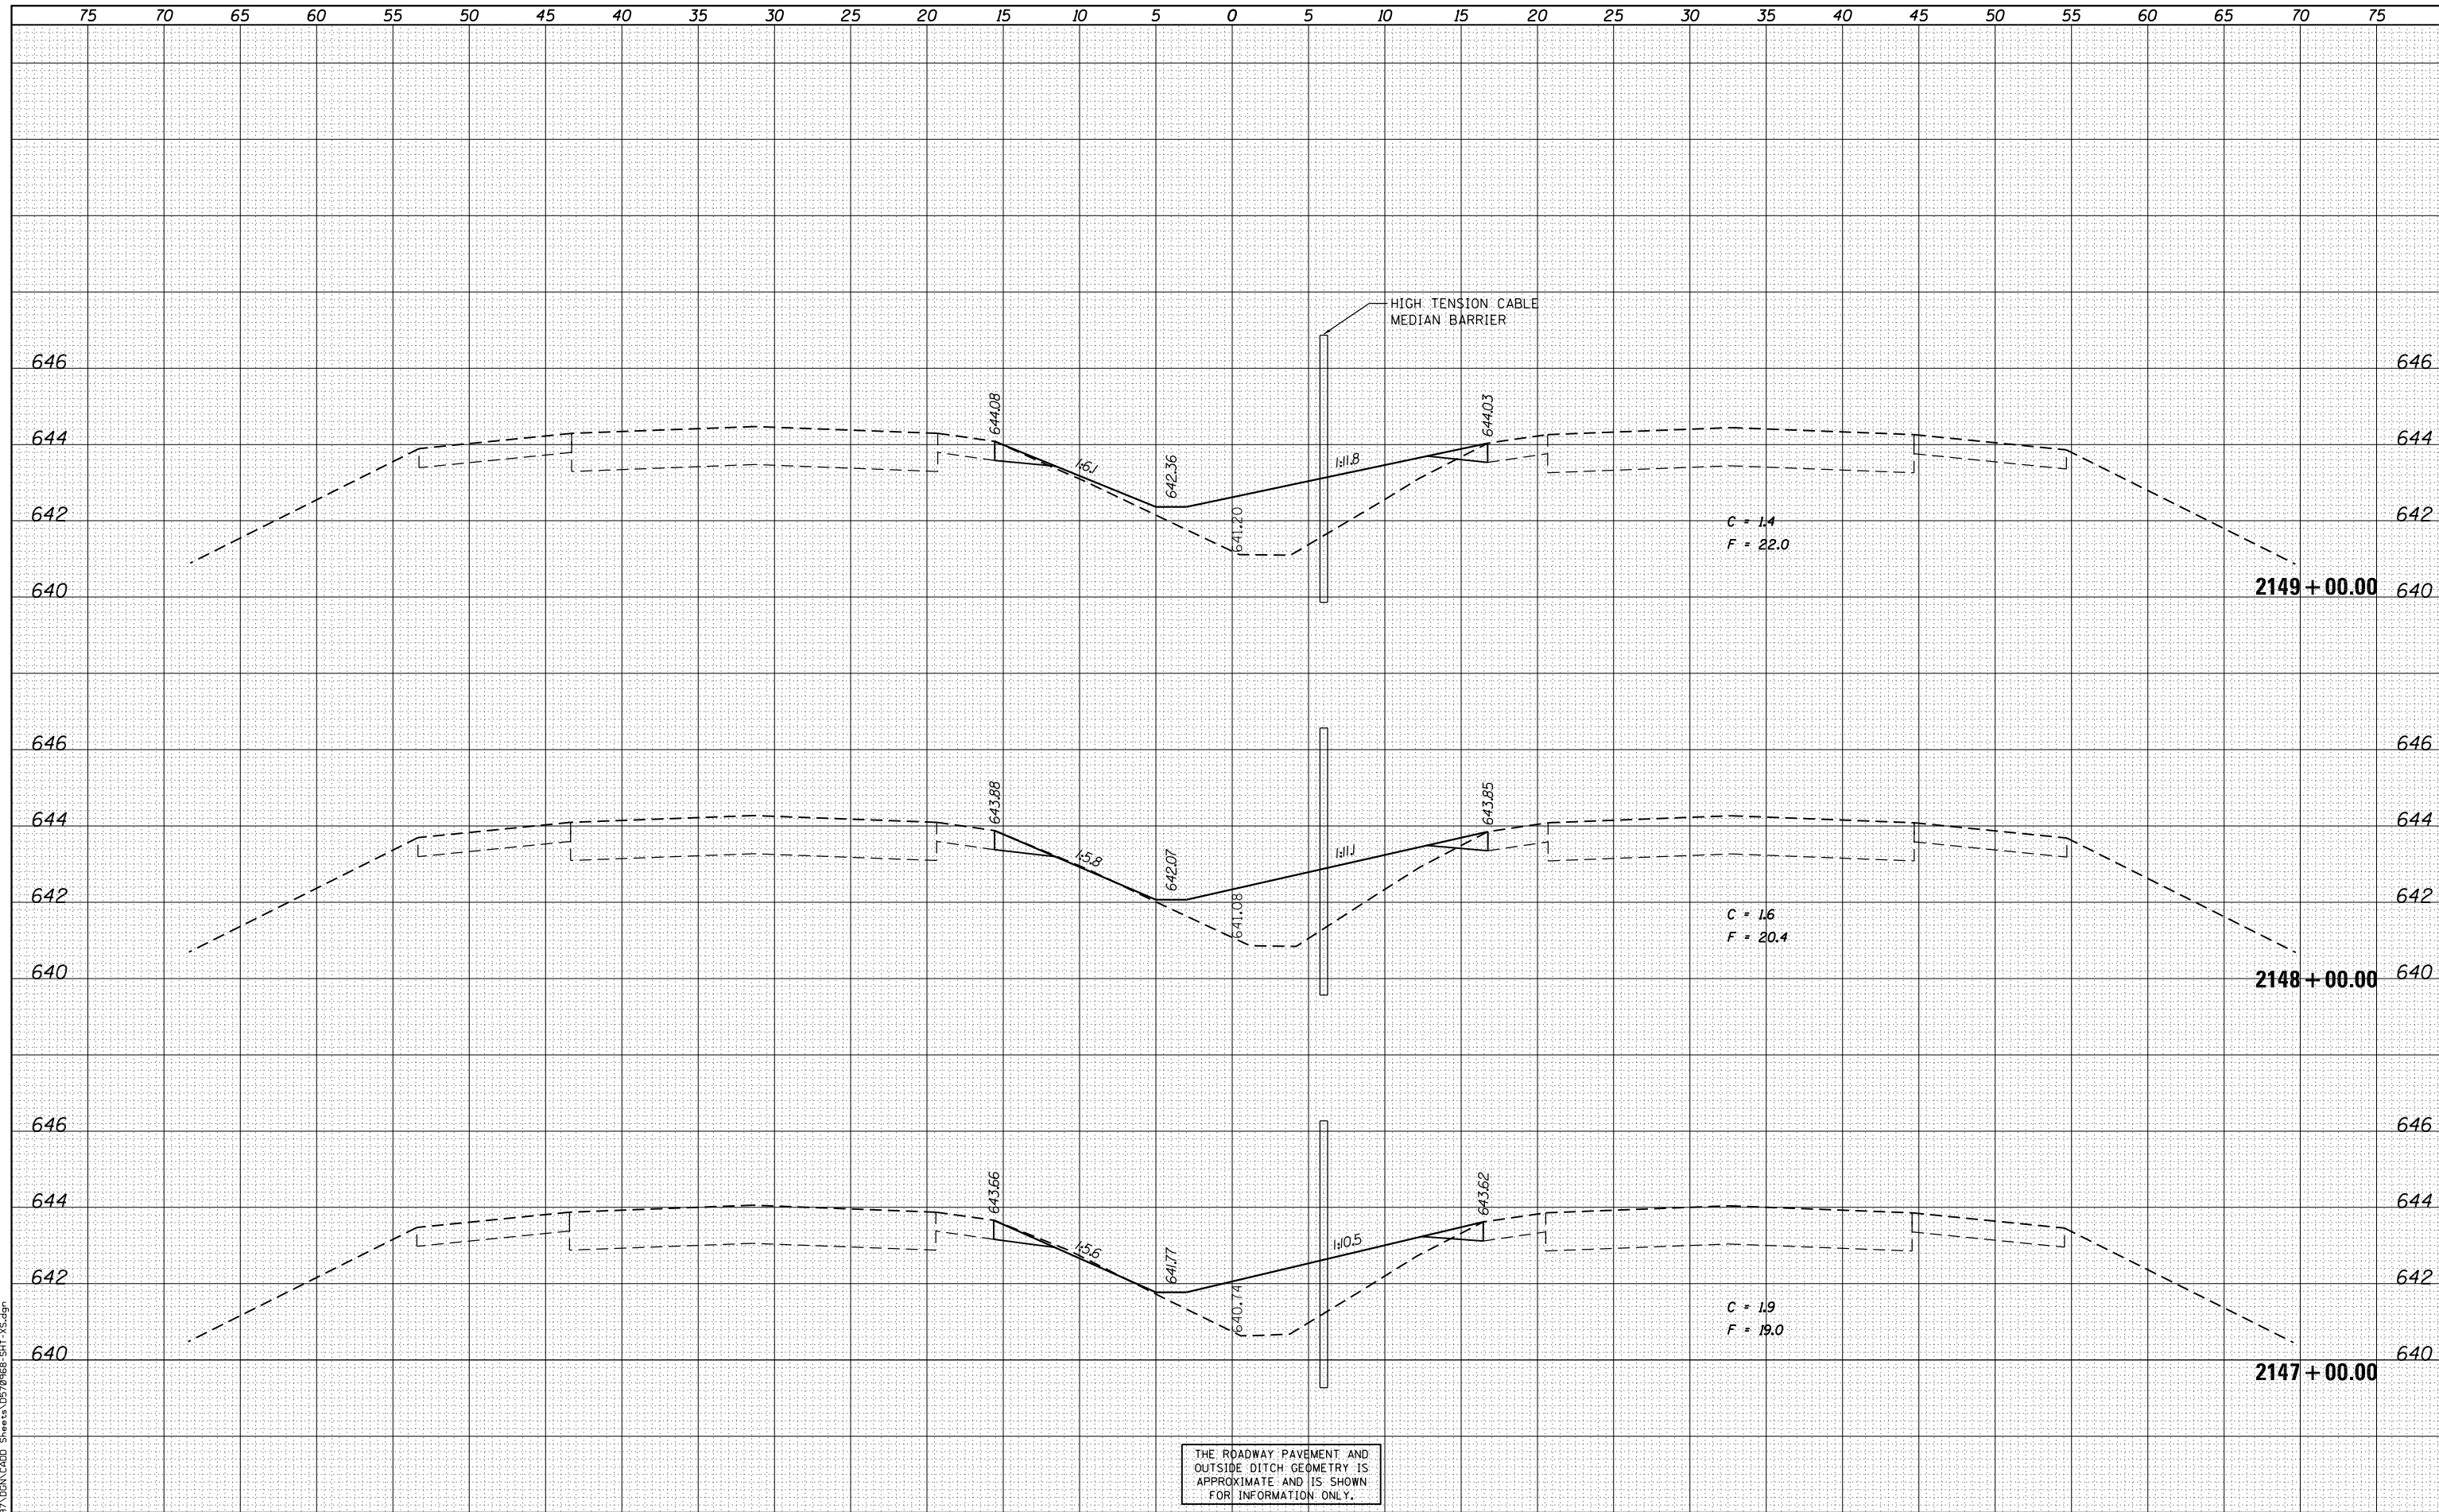 75 70 65 60 55 50 45 40 35 30 25 20 15 10 5 0 5 10 15 20 25 30 35 40 45 50 55 60 65 70 75
HIGH TENSION CABLE
MEDIAN BARRIER
646 646
644.08 644.03
644 644
1:6.1 642.36 1:11.8
642 641.20 642
C = 1.4
F = 22.0
640 2149+00.00 640
646 646
643.88 643.85
644 644
1:5.8 642.07 1:11.1
642 641.08 642
C = 1.6
F = 20.4
640 2148+00.00 640
646 646
643.66 643.62
644 644
1:5.6 641.77 1:10.5
642 640.74 642
C = 1.9
F = 19.0
640 640
2147+00.00
THE ROADWAY PAVEMENT AND
OUTSIDE DITCH GEOMETRY IS
APPROXIMATE AND IS SHOWN
FOR INFORMATION ONLY.